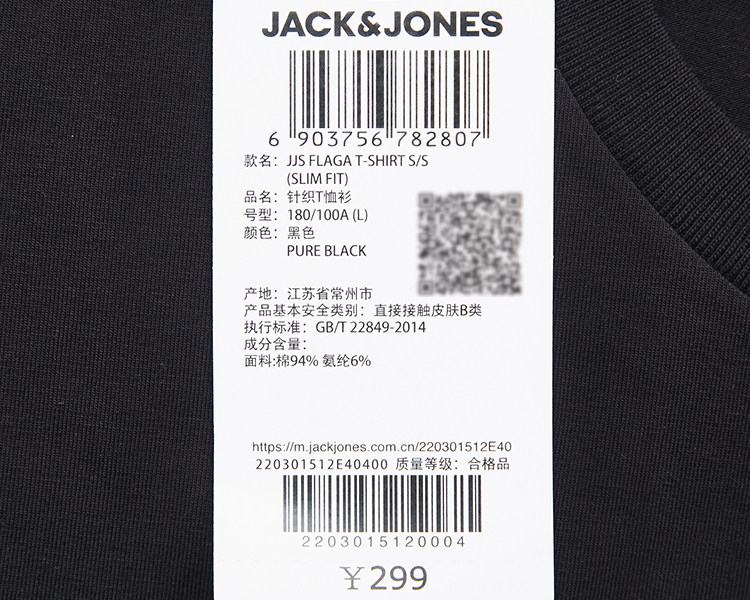 JACK&JONES
6 903756 782807
款名: JJS FLAGA T-SHIRT S/S
(SLIM FIT)
品名: 针织T恤衫
号型: 180/100A (L)
颜色: 黑色
PURE BLACK
产地: 江苏省常州市
产品基本安全类别: 直接接触皮肤B类
执行标准: GB/T 22849-2014
成分含量:
面料:棉94% 氨纶6%
https://m.jackjones.com.cn/220301512E40
220301512E40400 质量等级: 合格品
2203015120004
¥299